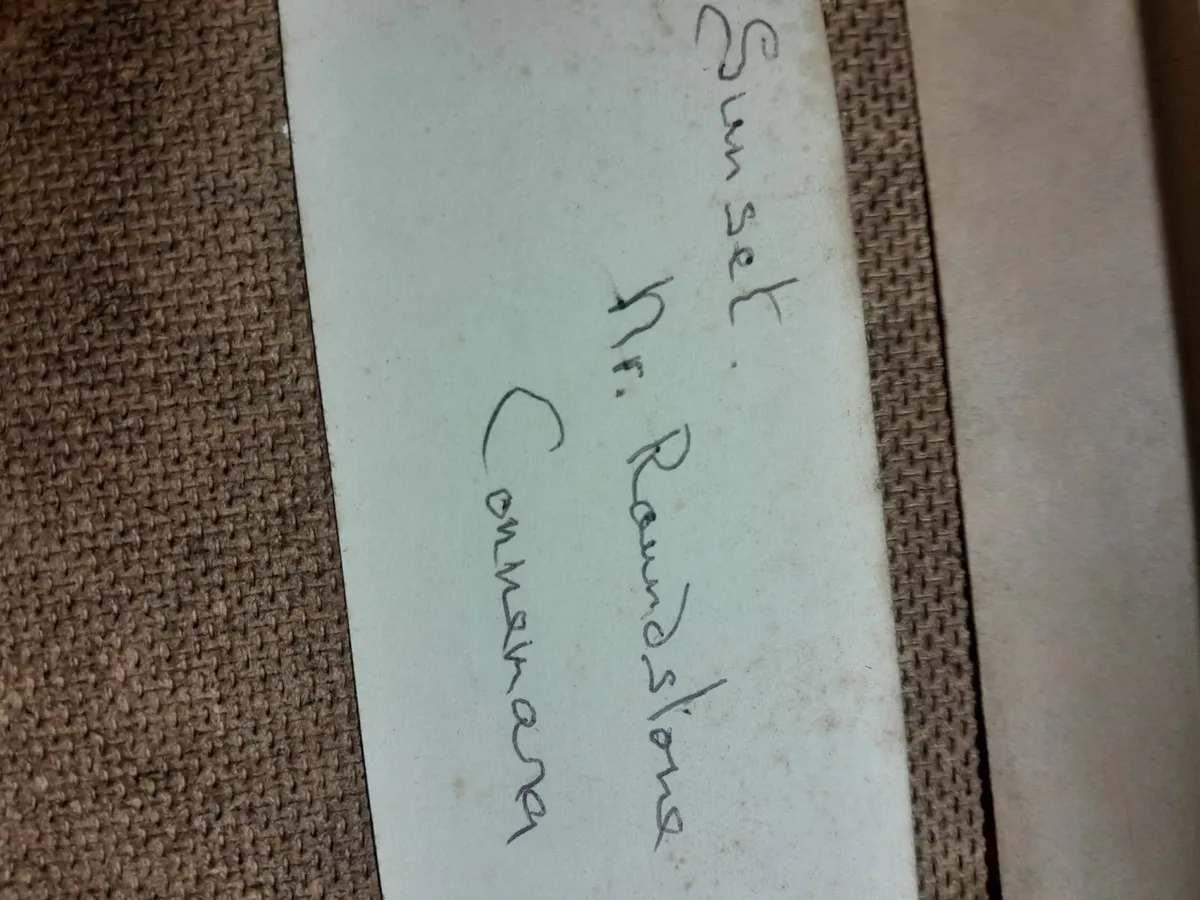 Sunset.
Nr. Roundstone
Connemara